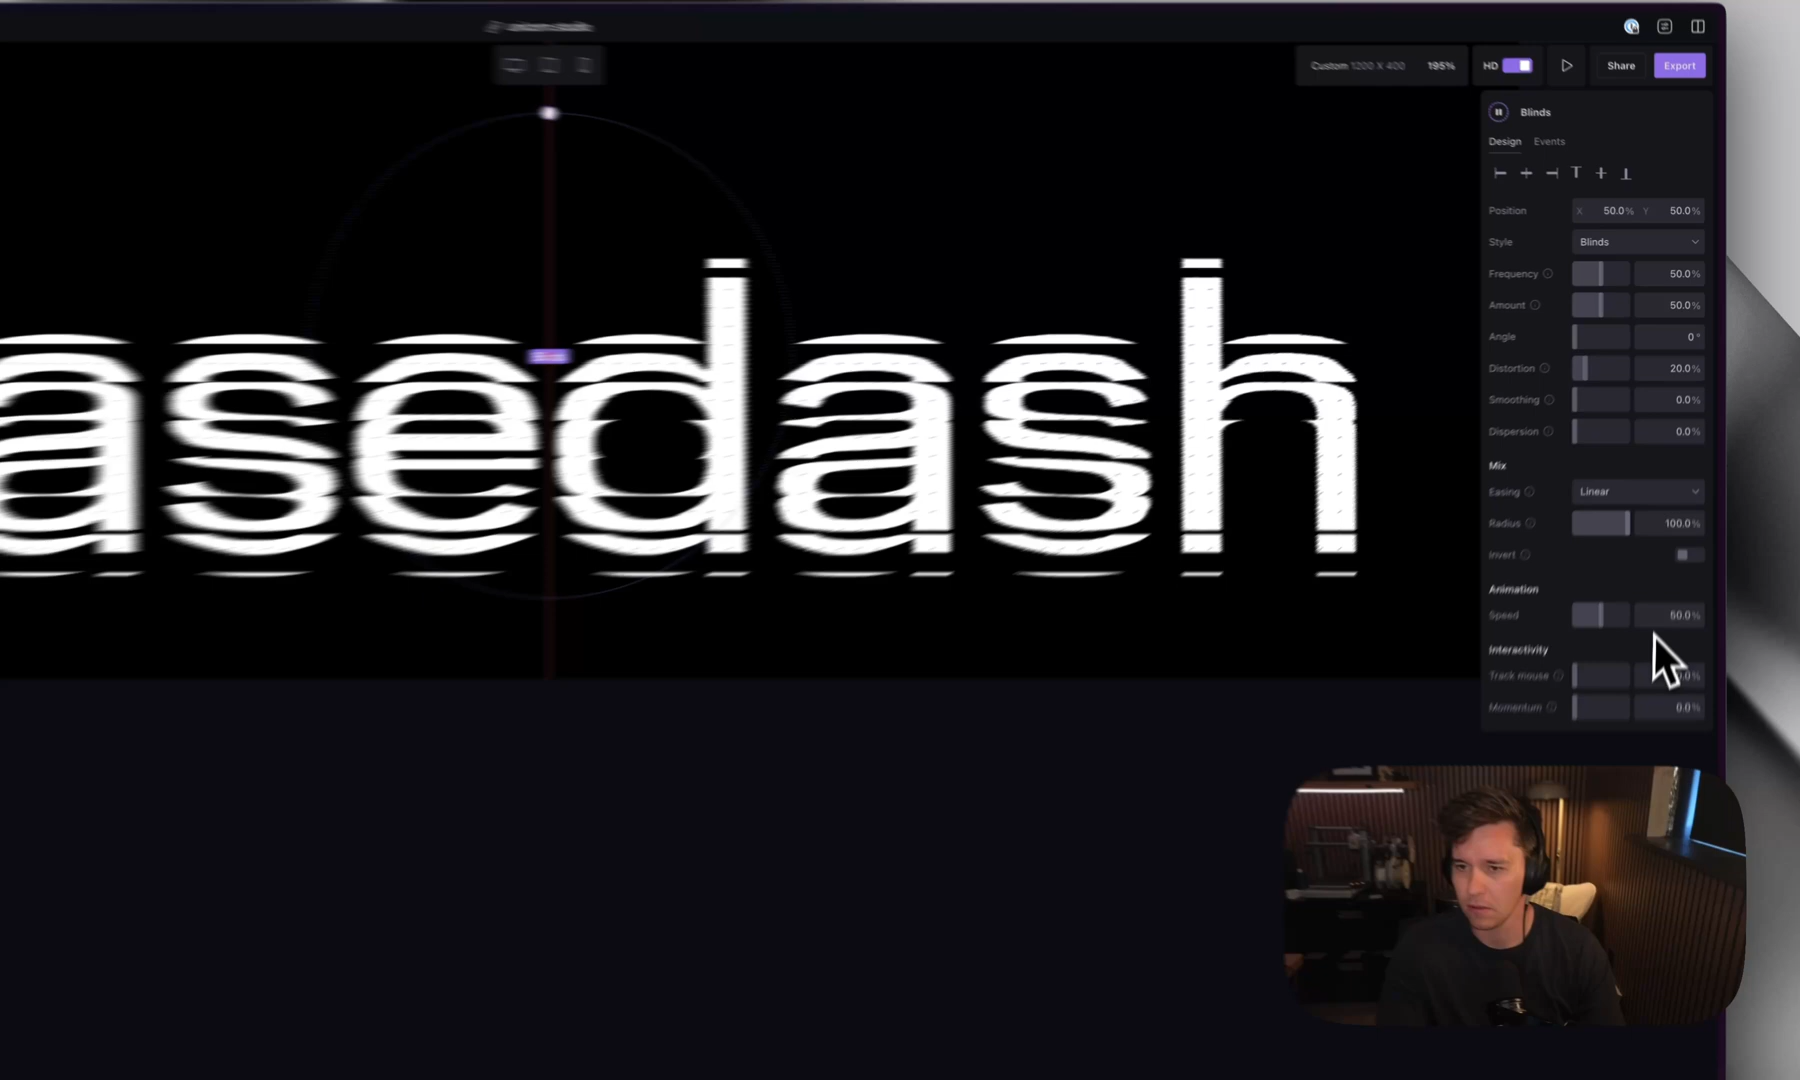 Custom 1200 X 400 195% HD Share Export
Blinds
Design Events
Position X 50.0% Y 50.0%
Style Blinds
Frequency 50.0%
Amount 50.0%
Angle 0°
Distortion 20.0%
Smoothing 0.0%
Dispersion 0.0%
Mix
Easing Linear
Radius 100.0%
Invert
Animation
Speed 50.0%
Interactivity
Track mouse
Momentum 0.0%
asedash